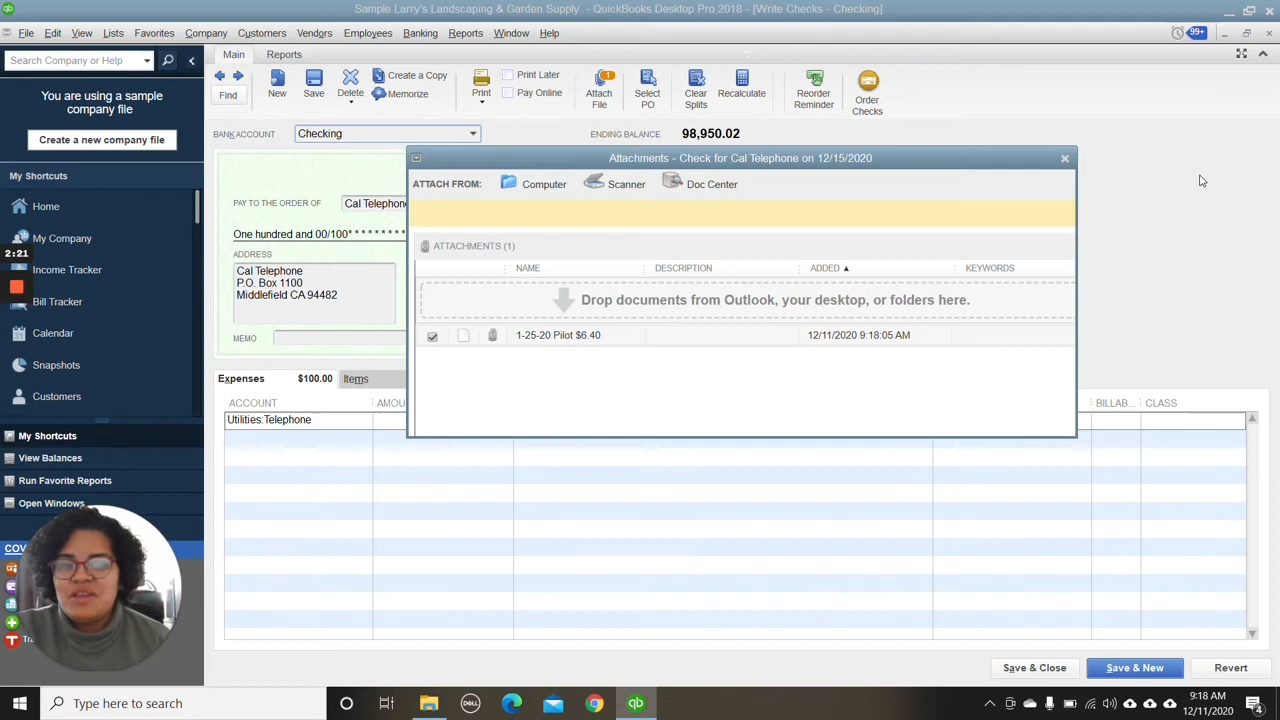 Sample Larry's Landscaping & Garden Supply - QuickBooks Desktop Pro 2018 - [Write Checks - Checking]
File Edit View Lists Favorites Company Customers Vendors Employees Banking Reports Window Help
99+
Search Company or Help
You are using a sample
company file
Create a new company file
My Shortcuts
Home
My Company
2:21
Income Tracker
Bill Tracker
Calendar
Snapshots
Customers
My Shortcuts
View Balances
Run Favorite Reports
Open Windows
COV
Main Reports
Find
New
Save
Delete
Create a Copy
Memorize
Print
Print Later
Pay Online
1
Attach
File
Select
PO
Clear
Splits
Recalculate
Reorder
Reminder
Order
Checks
BANK ACCOUNT Checking ENDING BALANCE 98,950.02
PAY TO THE ORDER OF Cal Telephone
One hundred and 00/100* * * * * * * * *
ADDRESS
Cal Telephone
P.O. Box 1100
Middlefield CA 94482
MEMO
Attachments - Check for Cal Telephone on 12/15/2020
ATTACH FROM: Computer Scanner Doc Center
ATTACHMENTS (1)
NAME DESCRIPTION ADDED KEYWORDS
Drop documents from Outlook, your desktop, or folders here.
1-25-20 Pilot $6.40 12/11/2020 9:18:05 AM
Expenses $100.00 Items
ACCOUNT AMOU BILLAB... CLASS
Utilities:Telephone
Save & Close Save & New Revert
Type here to search
DELL
qb
9:18 AM
12/11/2020
4